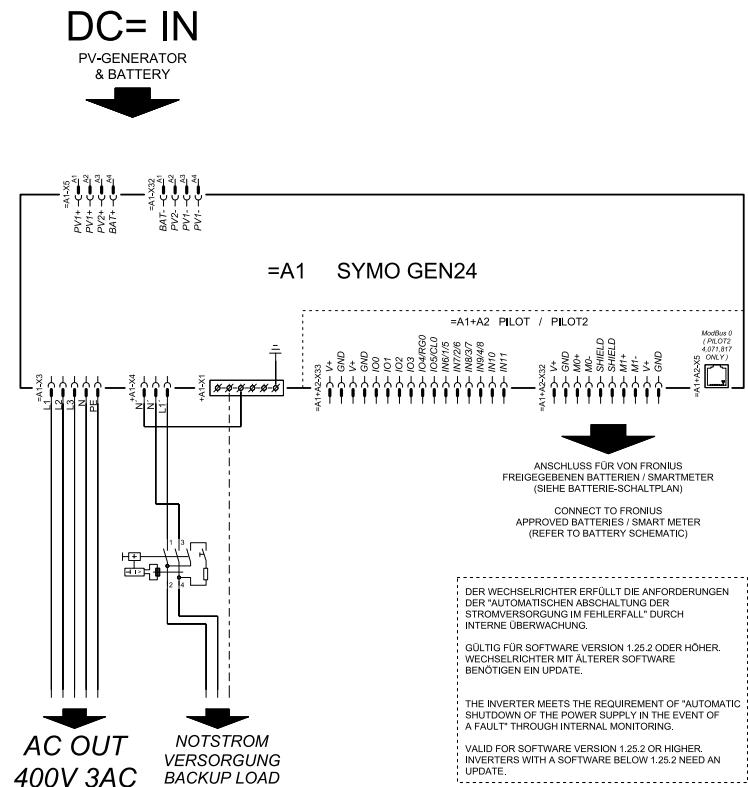 DC= IN
PV-GENERATOR
& BATTERY
=A1-X5
A1
A2
A3
A4
PV1+
PV1+
PV2+
BAT+
=A1-X32
A1
A2
A3
A4
BAT-
PV2-
PV1-
PV1-
=A1 SYMO GEN24
=A1+A2 PILOT / PILOT2
ModBus 0
( PILOT2
4,071,817
ONLY )
=A1-X3
L1
L2
L3
N
PE
+A1-X4
N
N´
L1´
+A1-X1
=A1+A2-X33
V+
GND
V+
GND
IO0
IO1
IO2
IO3
IO4/RG0
IO5/CL0
IN6/1/5
IN7/2/6
IN8/3/7
IN9/4/8
IN10
IN11
=A1+A2-X32
V+
GND
M0+
M0-
SHIELD
SHIELD
M1+
M1-
V+
GND
=A1+A2-X5
ANSCHLUSS FÜR VON FRONIUS
FREIGEGEBENEN BATTERIEN / SMARTMETER
(SIEHE BATTERIE-SCHALTPLAN)
CONNECT TO FRONIUS
APPROVED BATTERIES / SMART METER
(REFER TO BATTERY SCHEMATIC)
1
3
2
4
DER WECHSELRICHTER ERFÜLLT DIE ANFORDERUNGEN
DER "AUTOMATISCHEN ABSCHALTUNG DER
STROMVERSORGUNG IM FEHLERFALL" DURCH
INTERNE ÜBERWACHUNG.
GÜLTIG FÜR SOFTWARE VERSION 1.25.2 ODER HÖHER.
WECHSELRICHTER MIT ÄLTERER SOFTWARE
BENÖTIGEN EIN UPDATE.
THE INVERTER MEETS THE REQUIREMENT OF "AUTOMATIC
SHUTDOWN OF THE POWER SUPPLY IN THE EVENT OF
A FAULT" THROUGH INTERNAL MONITORING.
VALID FOR SOFTWARE VERSION 1.25.2 OR HIGHER.
INVERTERS WITH A SOFTWARE BELOW 1.25.2 NEED AN
UPDATE.
AC OUT
400V 3AC
NOTSTROM
VERSORGUNG
BACKUP LOAD